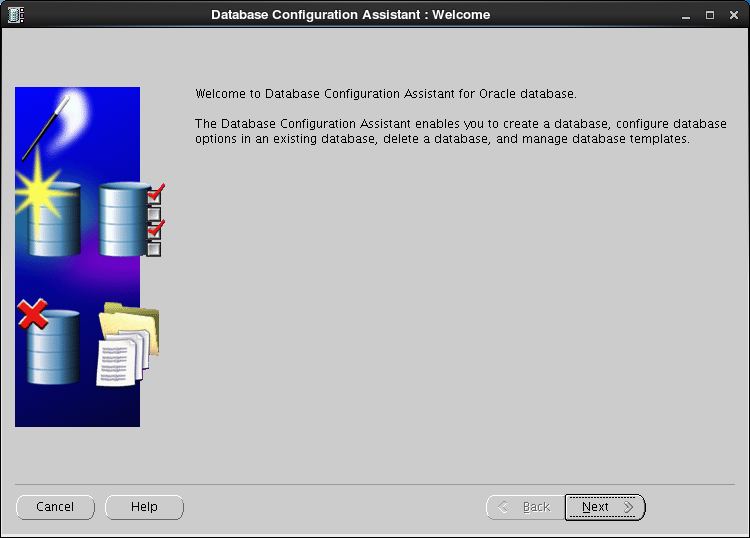 Database Configuration Assistant : Welcome
Welcome to Database Configuration Assistant for Oracle database.
The Database Configuration Assistant enables you to create a database, configure database
options in an existing database, delete a database, and manage database templates.
Cancel
Help
Back
Next